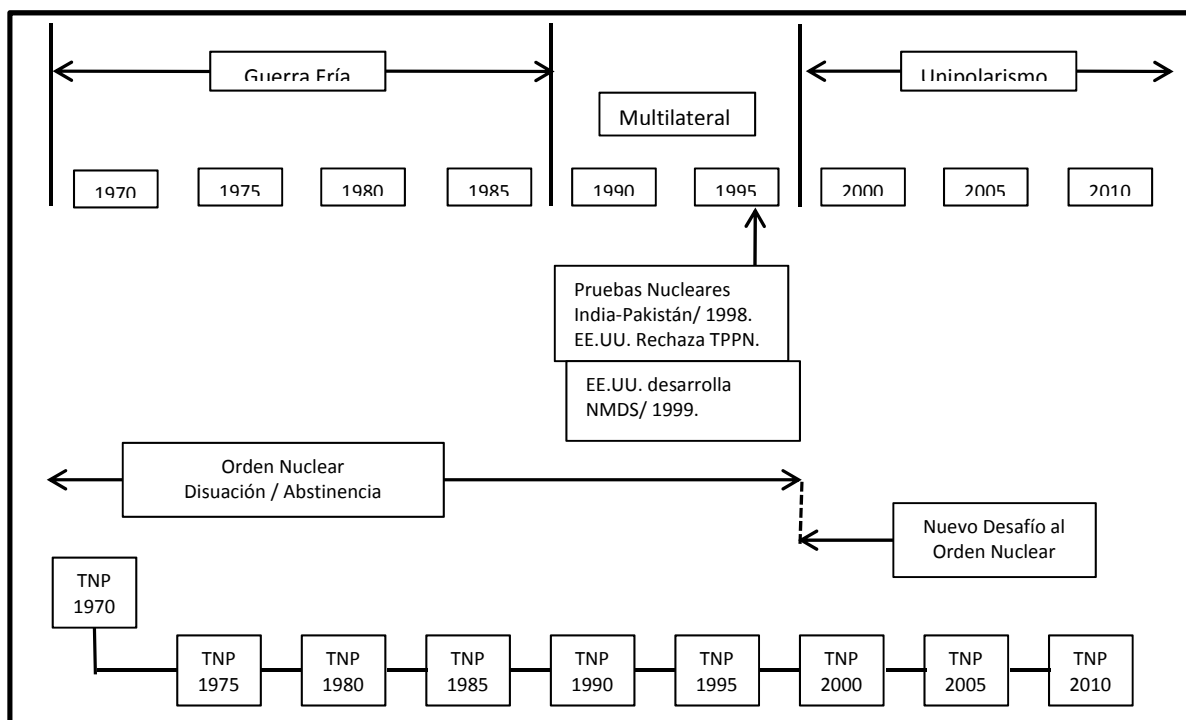 Guerra Fría
Unipolarismo
Multilateral
1970
1975
1980
1985
1990
1995
2000
2005
2010
Pruebas Nucleares
India-Pakistán/ 1998.
EE.UU. Rechaza TPPN.
EE.UU. desarrolla
NMDS/ 1999.
Orden Nuclear
Disuación / Abstinencia
Nuevo Desafío al
Orden Nuclear
TNP
1970
TNP
1975
TNP
1980
TNP
1985
TNP
1990
TNP
1995
TNP
2000
TNP
2005
TNP
2010